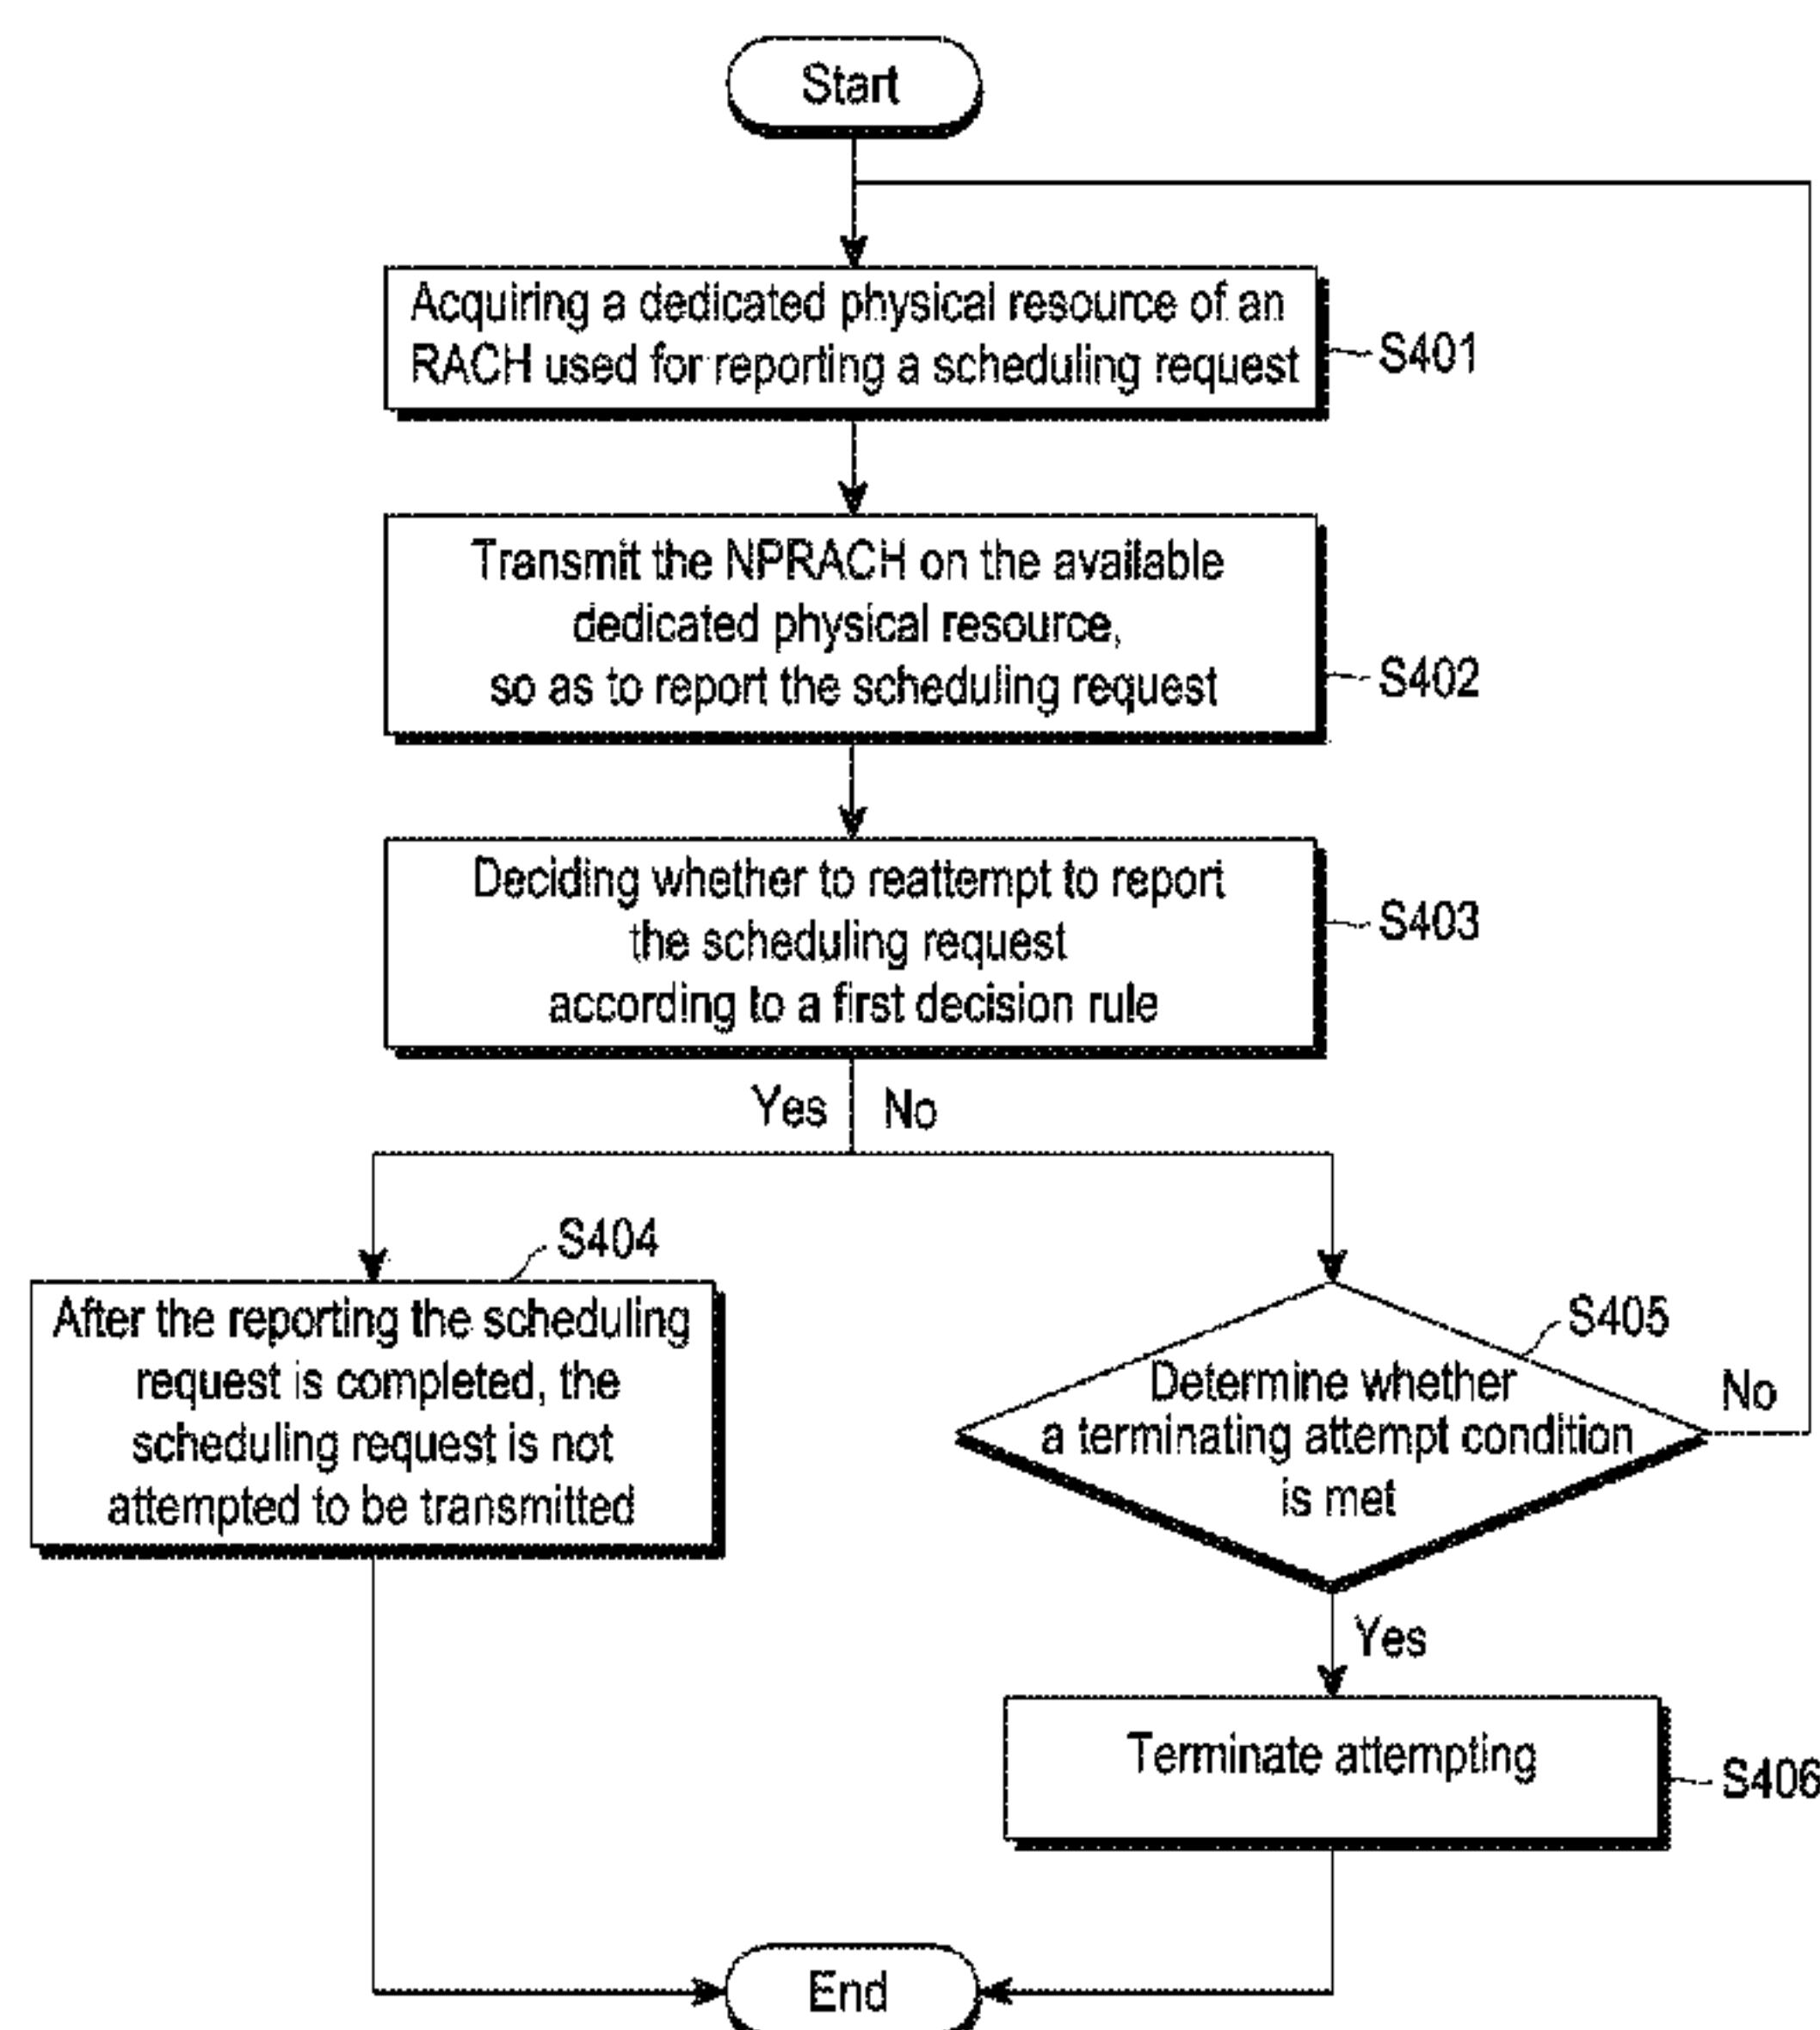 Start
Acquiring a dedicated physical resource of an
RACH used for reporting a scheduling request
S401
Transmit the NPRACH on the available
dedicated physical resource,
so as to report the scheduling request
S402
Deciding whether to reattempt to report
the scheduling request
according to a first decision rule
S403
Yes
No
S404
After the reporting the scheduling
request is completed, the
scheduling request is not
attempted to be transmitted
S405
Determine whether
a terminating attempt condition
is met
No
Yes
Terminate attempting
S406
End